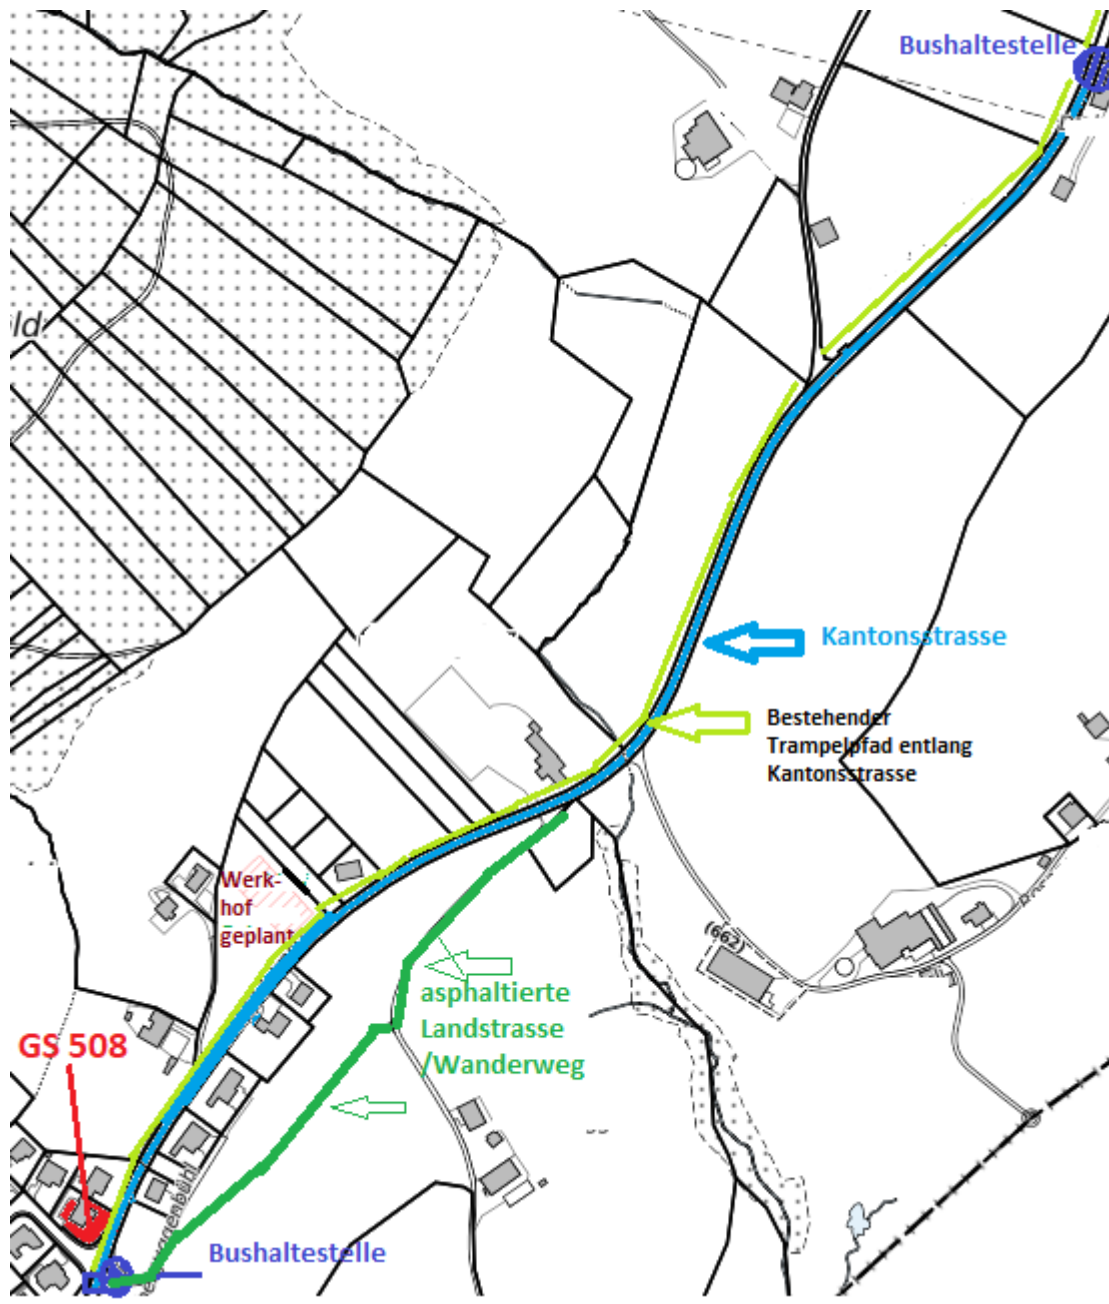 Bushaltestelle
ld
Kantonsstrasse
Bestehender
Trampelpfad entlang
Kantonsstrasse
Werk-
hof
geplant
(662)
asphaltierte
Landstrasse
/Wanderweg
GS 508
Bushaltestelle